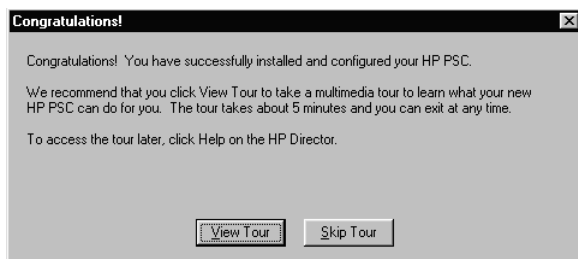 Congratulations!
Congratulations! You have successfully installed and configured your HP PSC.
We recommend that you click View Tour to take a multimedia tour to learn what your new
HP PSC can do for you. The tour takes about 5 minutes and you can exit at any time.
To access the tour later, click Help on the HP Director.
View Tour Skip Tour